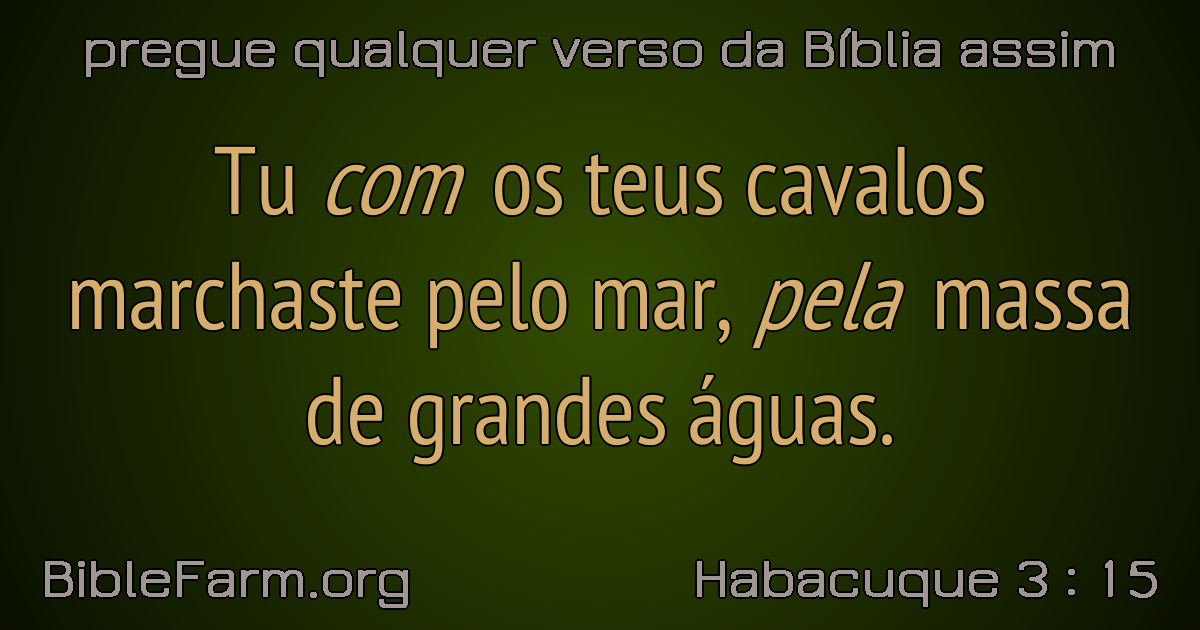 pregue qualquer verso da Bíblia assim
Tu com os teus cavalos
marchaste pelo mar, pela massa
de grandes águas.
BibleFarm.org
Habacuque 3 : 15